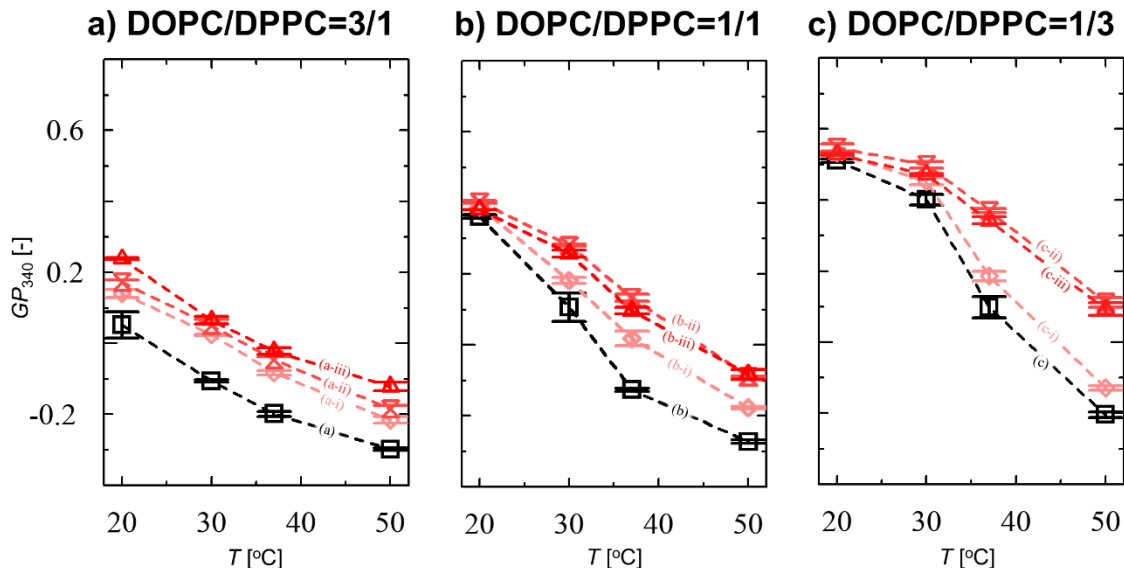 a) DOPC/DPPC=3/1
b) DOPC/DPPC=1/1
c) DOPC/DPPC=1/3
GP340 [-]
0.6
0.2
-0.2
(a-iii)
(a-ii)
(a-i)
(a)
(b-ii)
(b-iii)
(b-i)
(b)
(c-ii)
(c-iii)
(c-i)
(c)
20 30 40 50
20 30 40 50
20 30 40 50
T [°C]
T [°C]
T [°C]